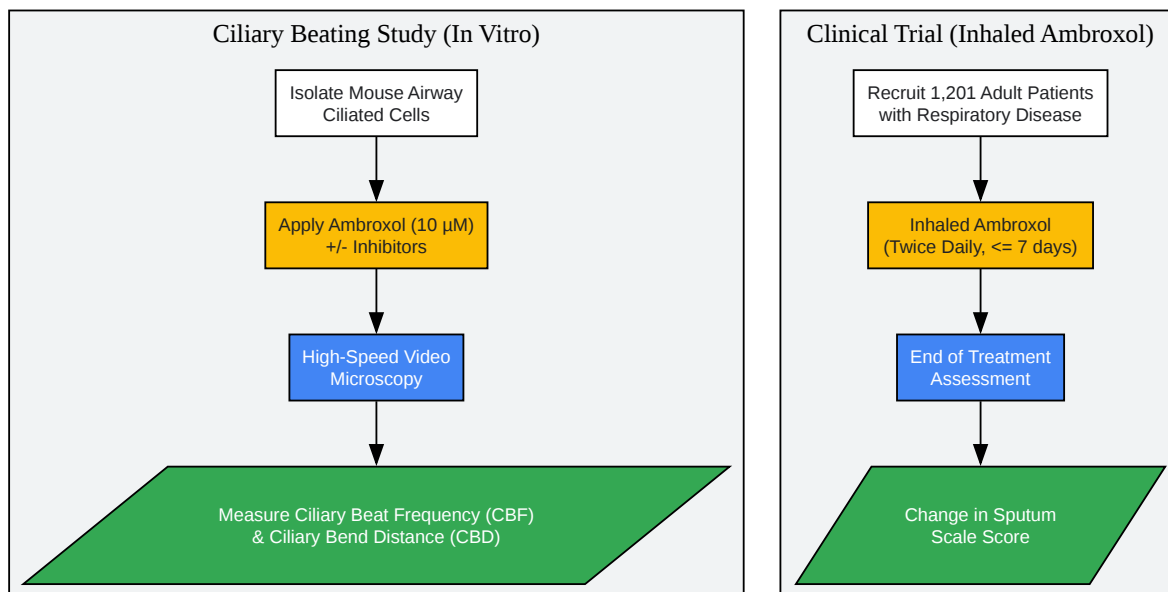 Ciliary Beating Study (In Vitro)
Isolate Mouse Airway
Ciliated Cells
Apply Ambroxol (10 µM)
+/- Inhibitors
High-Speed Video
Microscopy
Measure Ciliary Beat Frequency (CBF)
& Ciliary Bend Distance (CBD)
Clinical Trial (Inhaled Ambroxol)
Recruit 1,201 Adult Patients
with Respiratory Disease
Inhaled Ambroxol
(Twice Daily, <= 7 days)
End of Treatment
Assessment
Change in Sputum
Scale Score